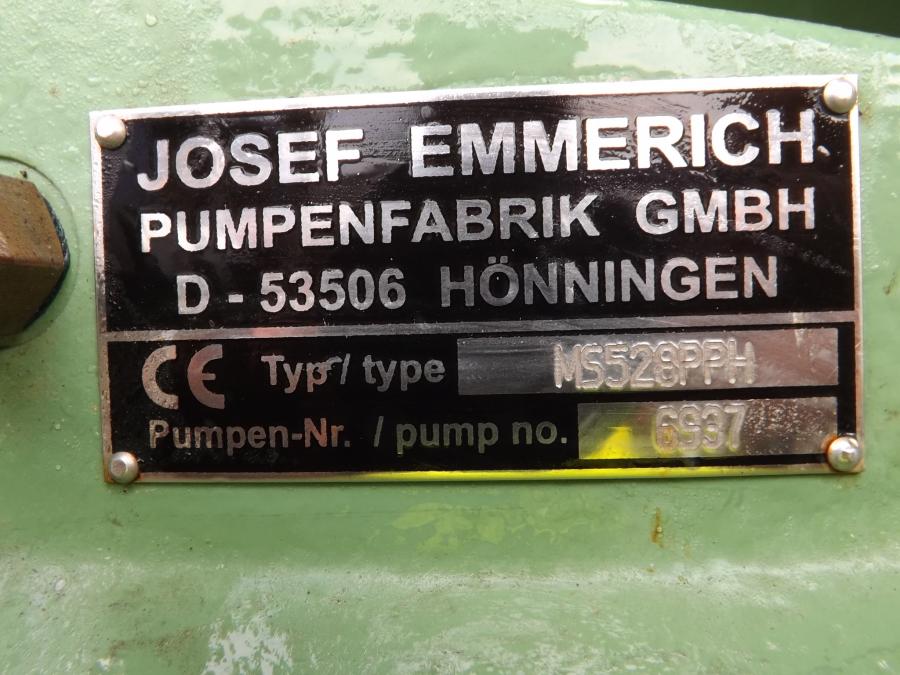 JOSEF EMMERICH
PUMPENFABRIK GMBH
D - 53506 HÖNNINGEN
CE Typ / type MS528PPH
Pumpen-Nr. / pump no. 6937